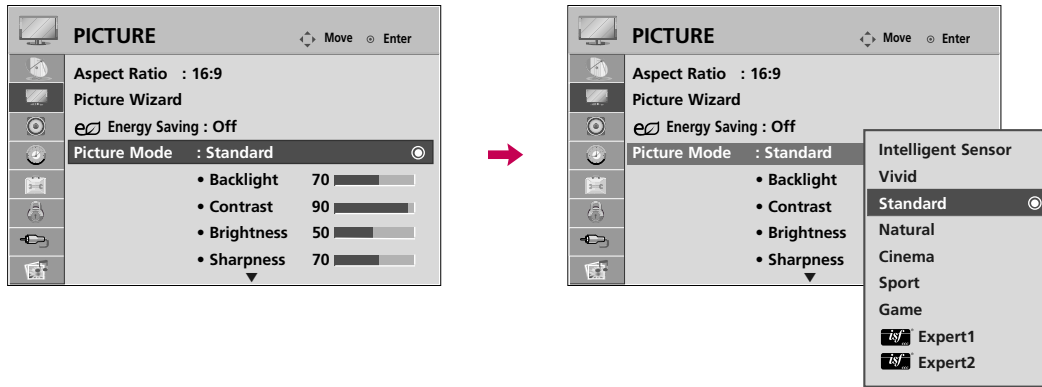 PICTURE
Move
Enter
Aspect Ratio : 16:9
Picture Wizard
Energy Saving : Off
Picture Mode : Standard
• Backlight 70
• Contrast 90
• Brightness 50
• Sharpness 70
PICTURE
Move
Enter
Aspect Ratio : 16:9
Picture Wizard
Energy Saving : Off
Picture Mode : Standard
• Backlight
• Contrast
• Brightness
• Sharpness
Intelligent Sensor
Vivid
Standard
Natural
Cinema
Sport
Game
isf Expert1
isf Expert2